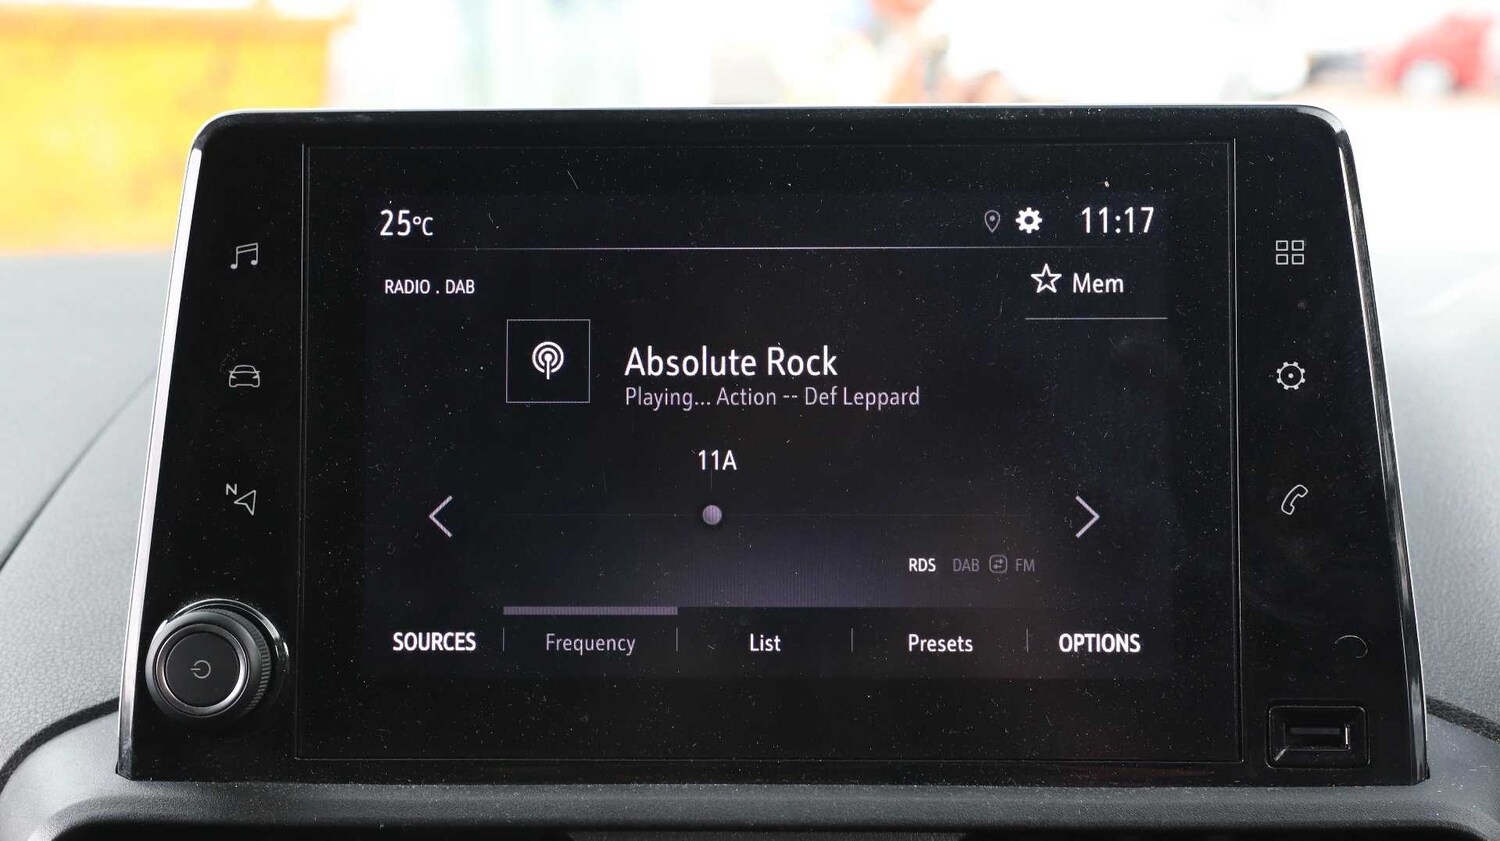 25°C 11:17
RADIO . DAB
Mem
Absolute Rock
Playing... Action -- Def Leppard
11A
N
RDS DAB FM
SOURCES Frequency List Presets OPTIONS